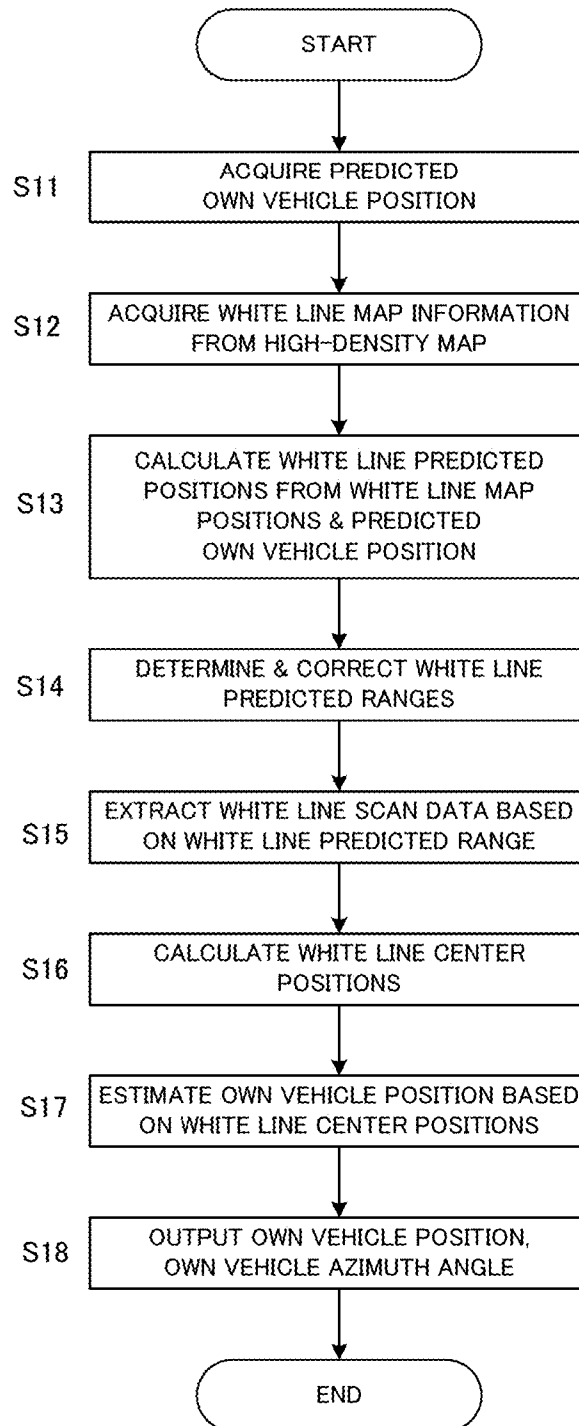 START
S11
ACQUIRE PREDICTED
OWN VEHICLE POSITION
S12
ACQUIRE WHITE LINE MAP INFORMATION
FROM HIGH-DENSITY MAP
S13
CALCULATE WHITE LINE PREDICTED
POSITIONS FROM WHITE LINE MAP
POSITIONS & PREDICTED
OWN VEHICLE POSITION
S14
DETERMINE & CORRECT WHITE LINE
PREDICTED RANGES
S15
EXTRACT WHITE LINE SCAN DATA BASED
ON WHITE LINE PREDICTED RANGE
S16
CALCULATE WHITE LINE CENTER
POSITIONS
S17
ESTIMATE OWN VEHICLE POSITION BASED
ON WHITE LINE CENTER POSITIONS
S18
OUTPUT OWN VEHICLE POSITION,
OWN VEHICLE AZIMUTH ANGLE
END